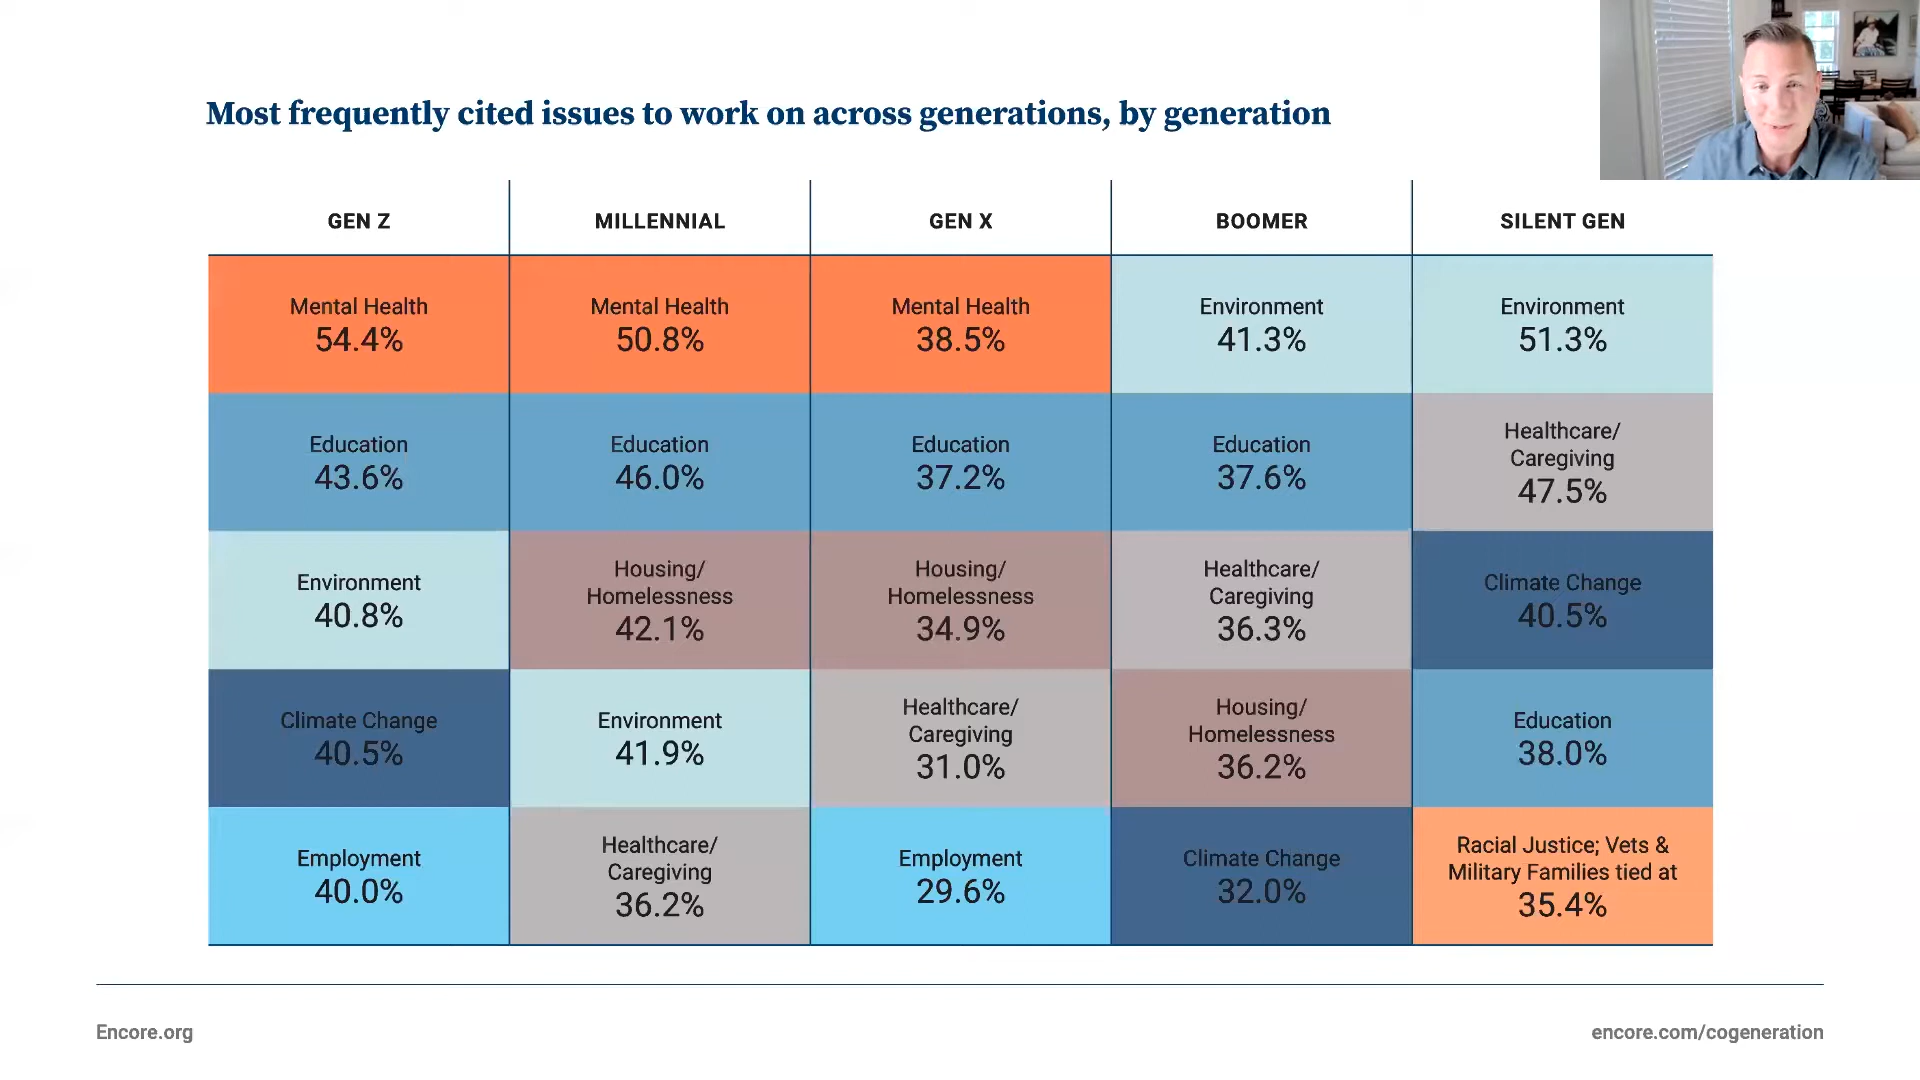 Most frequently cited issues to work on across generations, by generation
GEN Z
MILLENNIAL
GEN X
BOOMER
SILENT GEN
Mental Health
54.4%
Mental Health
50.8%
Mental Health
38.5%
Environment
41.3%
Environment
51.3%
Education
43.6%
Education
46.0%
Education
37.2%
Education
37.6%
Healthcare/
Caregiving
47.5%
Environment
40.8%
Housing/
Homelessness
42.1%
Housing/
Homelessness
34.9%
Healthcare/
Caregiving
36.3%
Climate Change
40.5%
Climate Change
40.5%
Environment
41.9%
Healthcare/
Caregiving
31.0%
Housing/
Homelessness
36.2%
Education
38.0%
Employment
40.0%
Healthcare/
Caregiving
36.2%
Employment
29.6%
Climate Change
32.0%
Racial Justice; Vets &
Military Families tied at
35.4%
Encore.org
encore.com/cogeneration